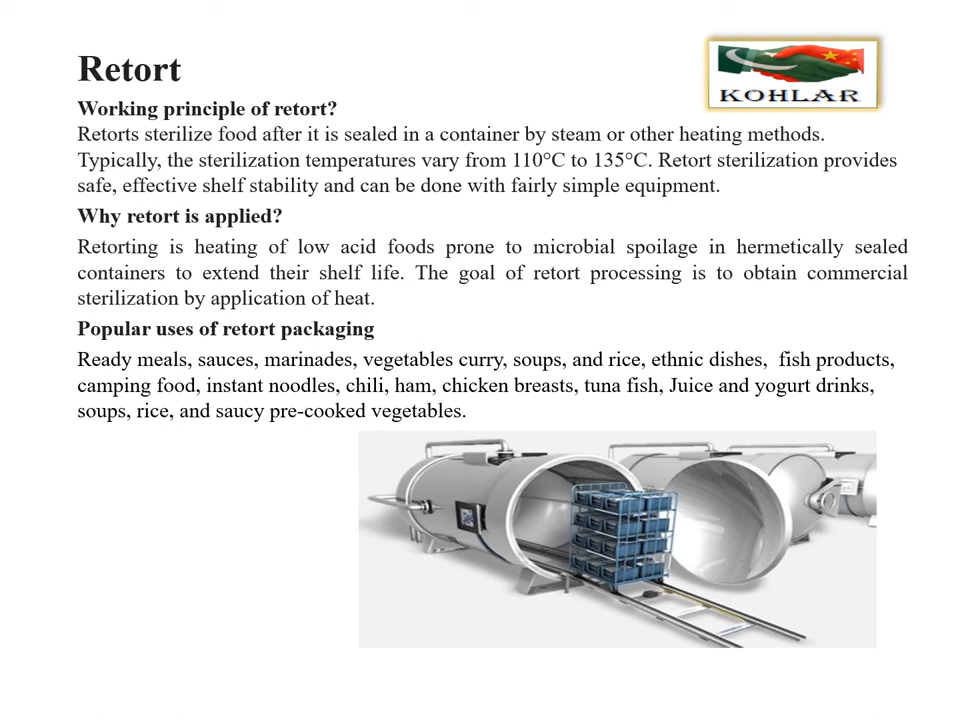 Retort
KOHLAR
Working principle of retort?
Retorts sterilize food after it is sealed in a container by steam or other heating methods.
Typically, the sterilization temperatures vary from 110°C to 135°C. Retort sterilization provides
safe, effective shelf stability and can be done with fairly simple equipment.
Why retort is applied?
Retorting is heating of low acid foods prone to microbial spoilage in hermetically sealed
containers to extend their shelf life. The goal of retort processing is to obtain commercial
sterilization by application of heat.
Popular uses of retort packaging
Ready meals, sauces, marinades, vegetables curry, soups, and rice, ethnic dishes,  fish products,
camping food, instant noodles, chili, ham, chicken breasts, tuna fish, Juice and yogurt drinks,
soups, rice, and saucy pre-cooked vegetables.